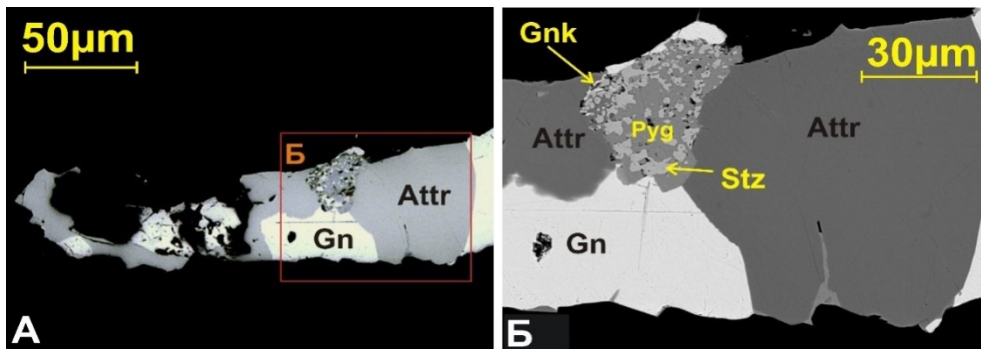 50µm
Б
Attr
Gn
А
Gnk
30µm
Attr
Pyg
Attr
Stz
Gn
Б